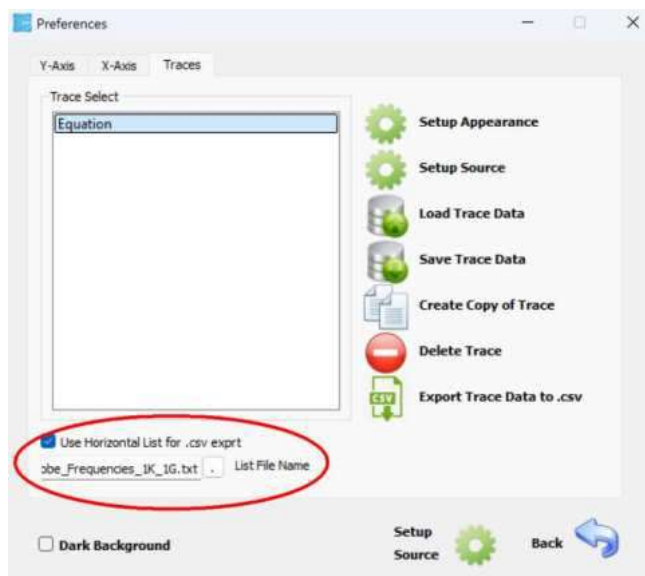 Preferences
Y-Axis X-Axis Traces
Trace Select
Equation
Setup Appearance
Setup Source
Load Trace Data
Save Trace Data
Create Copy of Trace
Delete Trace
CSV
Export Trace Data to .csv
Use Horizontal List for .csv exprt
obe_Frequencies_1K_1G.txt . List File Name
Dark Background
Setup
Source
Back